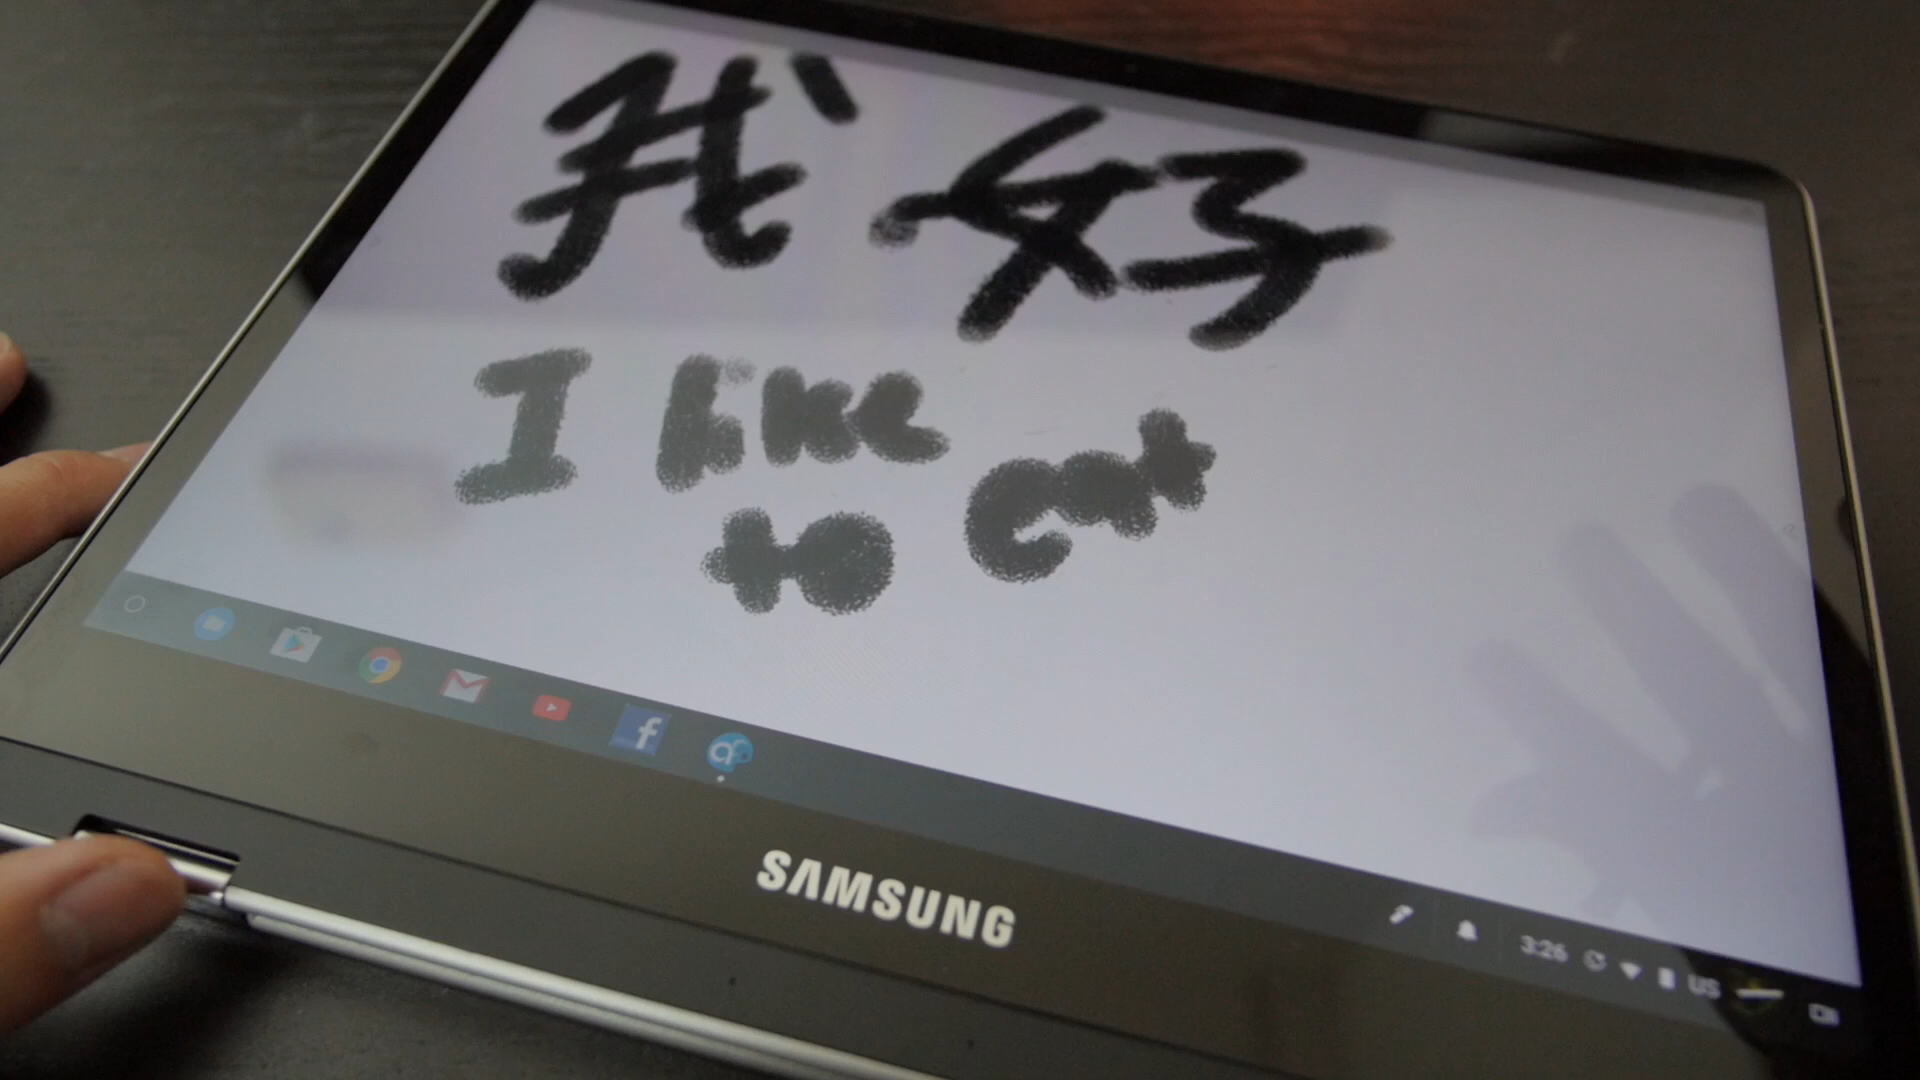 我 好
I like
to eat
SAMSUNG
3:26 US